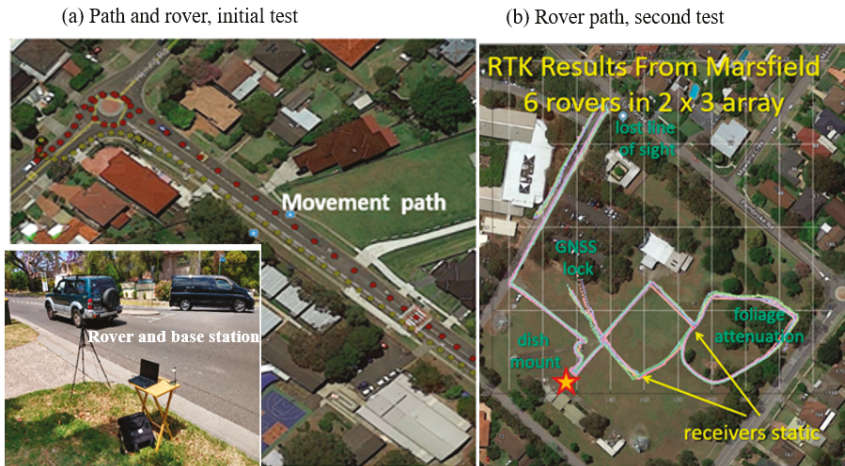 (a) Path and rover, initial test
(b) Rover path, second test
Movement path
Rover and base station
RTK Results From Marsfield
6 rovers in 2 x 3 array
lost line
of sight
GNSS
lock
foliage
attenuation
dish
mount
receivers static